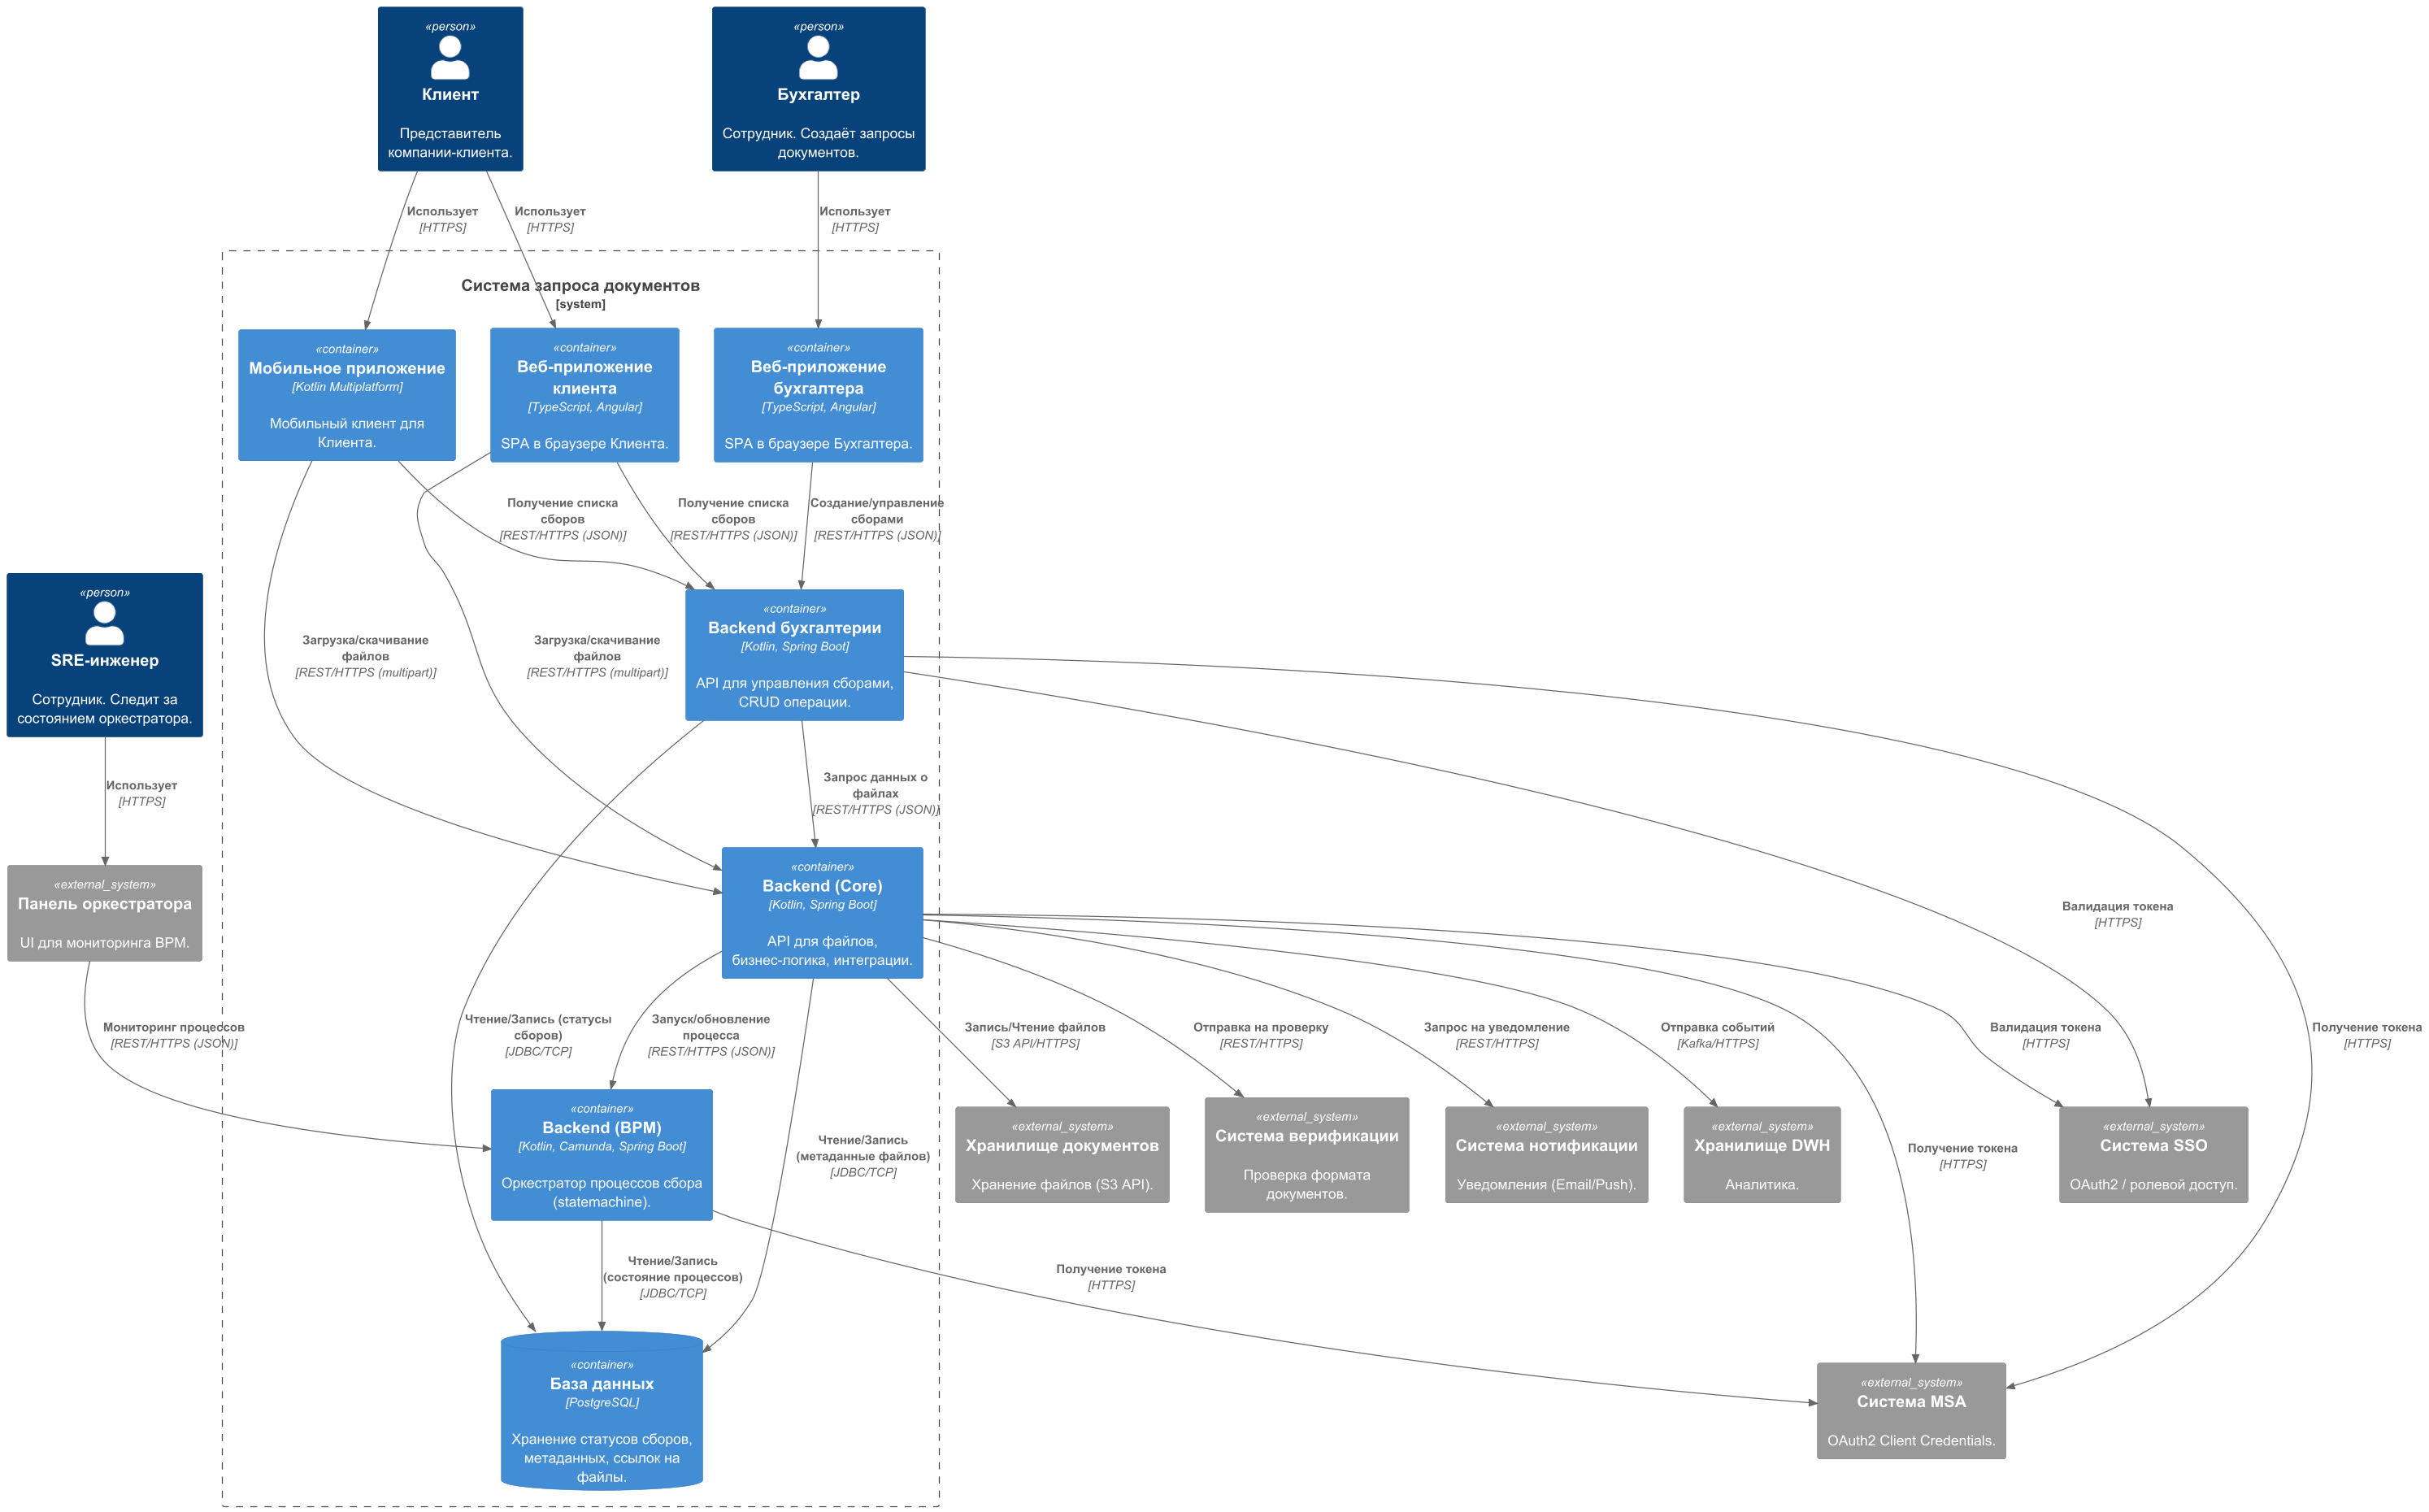 «person»
Клиент
Представитель
компании-клиента.
«person»
Бухгалтер
Сотрудник. Создаёт запросы
документов.
Использует
[HTTPS]
Использует
[HTTPS]
Использует
[HTTPS]
Система запроса документов
[system]
«container»
Мобильное приложение
[Kotlin Multiplatform]
Мобильный клиент для
Клиента.
«container»
Веб-приложение
клиента
[TypeScript, Angular]
SPA в браузере Клиента.
«container»
Веб-приложение
бухгалтера
[TypeScript, Angular]
SPA в браузере Бухгалтера.
Получение списка
сборов
[REST/HTTPS (JSON)]
Получение списка
сборов
[REST/HTTPS (JSON)]
Создание/управление
сборами
[REST/HTTPS (JSON)]
«person»
SRE-инженер
Сотрудник. Следит за
состоянием оркестратора.
Загрузка/скачивание
файлов
[REST/HTTPS (multipart)]
Загрузка/скачивание
файлов
[REST/HTTPS (multipart)]
«container»
Backend бухгалтерии
[Kotlin, Spring Boot]
API для управления сборами,
CRUD операции.
Использует
[HTTPS]
Запрос данных о
файлах
[REST/HTTPS (JSON)]
«external_system»
Панель оркестратора
UI для мониторинга BPM.
«container»
Backend (Core)
[Kotlin, Spring Boot]
API для файлов,
бизнес-логика, интеграции.
Валидация токена
[HTTPS]
Мониторинг процессов
[REST/HTTPS (JSON)]
Чтение/Запись (статусы
сборов)
[JDBC/TCP]
Запуск/обновление
процесса
[REST/HTTPS (JSON)]
Запись/Чтение файлов
[S3 API/HTTPS]
Отправка на проверку
[REST/HTTPS]
Запрос на уведомление
[REST/HTTPS]
Отправка событий
[Kafka/HTTPS]
Валидация токена
[HTTPS]
Получение токена
[HTTPS]
«container»
Backend (BPM)
[Kotlin, Camunda, Spring Boot]
Оркестратор процессов сбора
(statemachine).
Чтение/Запись
(метаданные файлов)
[JDBC/TCP]
«external_system»
Хранилище документов
Хранение файлов (S3 API).
«external_system»
Система верификации
Проверка формата
документов.
«external_system»
Система нотификации
Уведомления (Email/Push).
«external_system»
Хранилище DWH
Аналитика.
Получение токена
[HTTPS]
«external_system»
Система SSO
OAuth2 / ролевой доступ.
Чтение/Запись
(состояние процессов)
[JDBC/TCP]
Получение токена
[HTTPS]
«container»
База данных
[PostgreSQL]
Хранение статусов сборов,
метаданных, ссылок на
файлы.
«external_system»
Система MSA
OAuth2 Client Credentials.